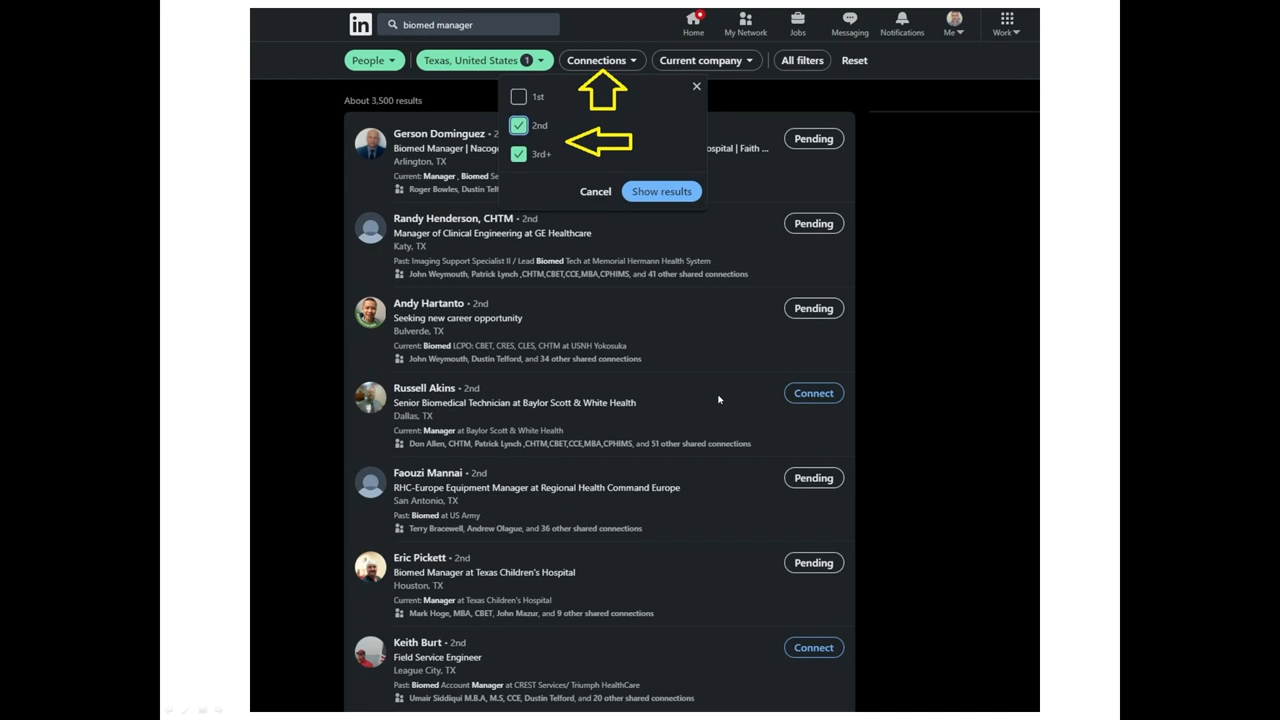 in
biomed manager
Home
My Network
Jobs
Messaging
Notifications
Me
Work
People
Texas, United States 1
Connections
Current company
All filters
Reset
About 3,500 results
1st
2nd
3rd+
Cancel
Show results
Gerson Dominguez • 2
Biomed Manager | Nacog
ospital | Faith ...
Arlington, TX
Current: Manager , Biomed Se
Roger Bowles, Dustin Telf
Pending
Randy Henderson, CHTM • 2nd
Manager of Clinical Engineering at GE Healthcare
Katy, TX
Past: Imaging Support Specialist II / Lead Biomed Tech at Memorial Hermann Health System
John Weymouth, Patrick Lynch ,CHTM,CBET,CCE,MBA,CPHIMS, and 41 other shared connections
Pending
Andy Hartanto • 2nd
Seeking new career opportunity
Bulverde, TX
Current: Biomed LCPO: CBET, CRES, CLES, CHTM at USNH Yokosuka
John Weymouth, Dustin Telford, and 34 other shared connections
Pending
Russell Akins • 2nd
Senior Biomedical Technician at Baylor Scott & White Health
Dallas, TX
Current: Manager at Baylor Scott & White Health
Don Allen, CHTM, Patrick Lynch ,CHTM,CBET,CCE,MBA,CPHIMS, and 51 other shared connections
Connect
Faouzi Mannai • 2nd
RHC-Europe Equipment Manager at Regional Health Command Europe
San Antonio, TX
Past: Biomed at US Army
Terry Bracewell, Andrew Olague, and 36 other shared connections
Pending
Eric Pickett • 2nd
Biomed Manager at Texas Children's Hospital
Houston, TX
Current: Manager at Texas Children's Hospital
Mark Hoge, MBA, CBET, John Mazur, and 9 other shared connections
Pending
Keith Burt • 2nd
Field Service Engineer
League City, TX
Past: Biomed Account Manager at CREST Services/ Triumph HealthCare
Umair Siddiqui M.B.A, M.S, CCE, Dustin Telford, and 20 other shared connections
Connect